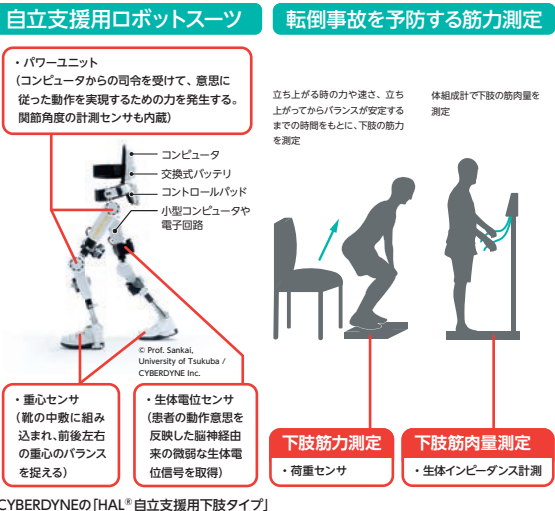 自立支援用ロボットスーツ
・パワーユニット
(コンピュータからの司令を受けて、意思に
従った動作を実現するための力を発生する。
関節角度の計測センサも内蔵)
コンピュータ
交換式バッテリ
コントロールパッド
小型コンピュータや
電子回路
© Prof. Sankai,
University of Tsukuba /
CYBERDYNE Inc.
・重心センサ
(靴の中敷に組み
込まれ、前後左右
の重心のバランス
を捉える)
・生体電位センサ
(患者の動作意思を
反映した脳神経由
来の微弱な生体電
位信号を取得)
CYBERDYNEの「HAL®自立支援用下肢タイプ」
転倒事故を予防する筋力測定
立ち上がる時の力や速さ、立ち
上がってからバランスが安定する
までの時間をもとに、下肢の筋力
を測定
体組成計で下肢の筋肉量を
測定
下肢筋力測定
・荷重センサ
下肢筋肉量測定
・生体インピーダンス計測